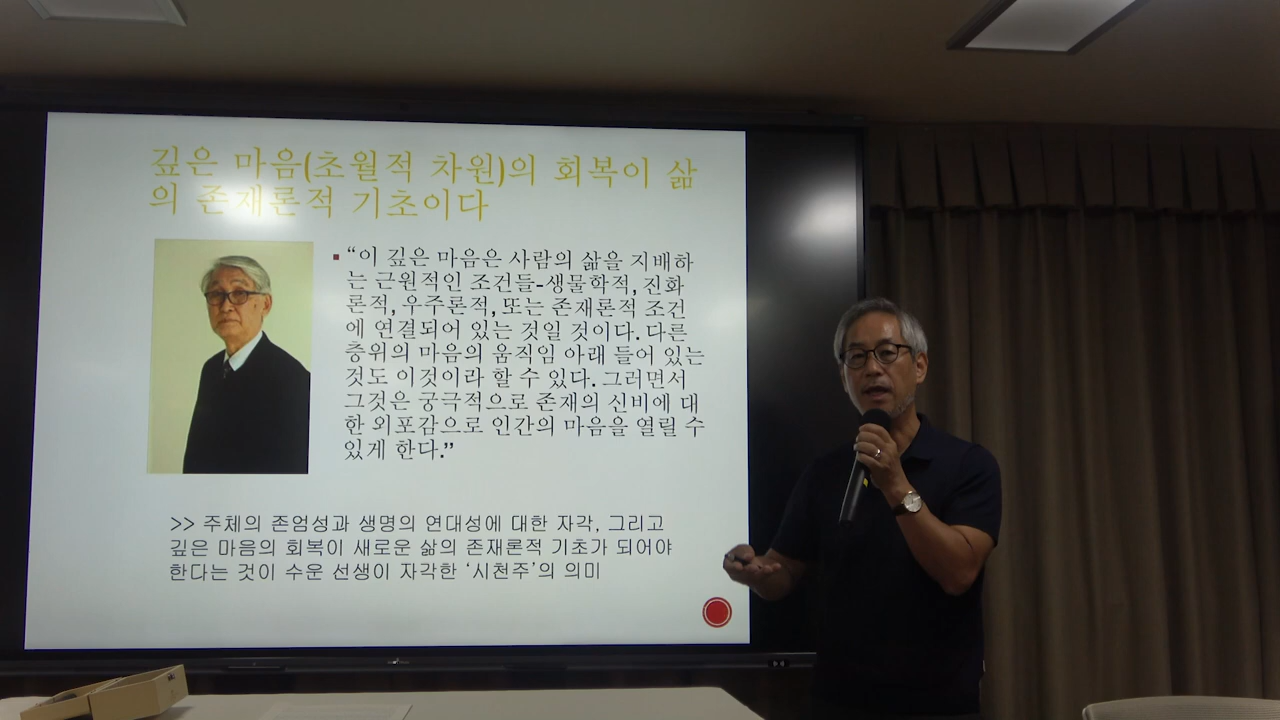 깊은 마음(초월적 차원)의 회복이 삶
의 존재론적 기초이다
“이 깊은 마음은 사람의 삶을 지배하
는 근원적인 조건들-생물학적, 진화
론적, 우주론적, 또는 존재론적 조건
에 연결되어 있는 것일 것이다. 다른
층위의 마음의 움직임 아래 들어 있는
것도 이것이라 할 수 있다. 그러면서
그것은 궁극적으로 존재의 신비에 대
한 외포감으로 인간의 마음을 열릴 수
있게 한다.”
>> 주체의 존엄성과 생명의 연대성에 대한 자각, 그리고
깊은 마음의 회복이 새로운 삶의 존재론적 기초가 되어야
한다는 것이 수운 선생이 자각한 ‘시천주’의 의미